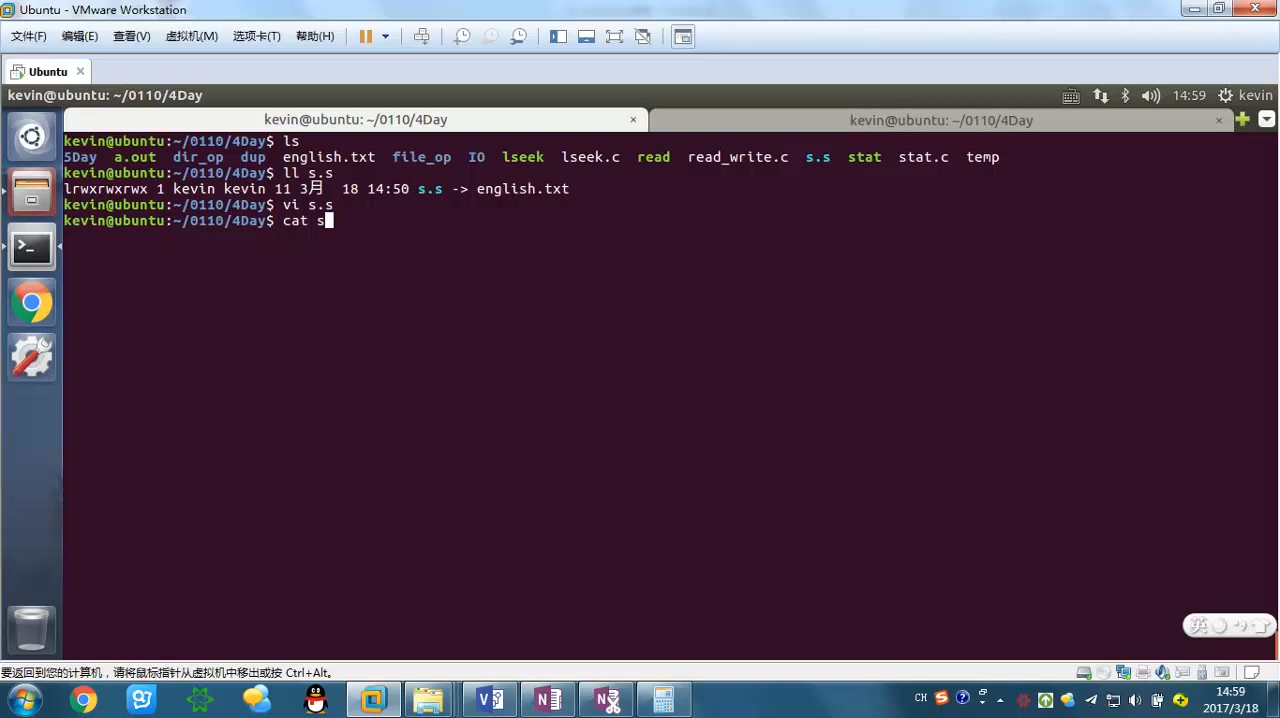 Ubuntu - VMware Workstation
文件(F) 编辑(E) 查看(V) 虚拟机(M) 选项卡(T) 帮助(H)
Ubuntu
kevin@ubuntu: ~/0110/4Day 14:59 kevin
kevin@ubuntu: ~/0110/4Day kevin@ubuntu: ~/0110/4Day
kevin@ubuntu:~/0110/4Day$ ls
5Day a.out dir_op dup english.txt file_op IO lseek lseek.c read read_write.c s.s stat stat.c temp
kevin@ubuntu:~/0110/4Day$ ll s.s
lrwxrwxrwx 1 kevin kevin 11 3月 18 14:50 s.s -> english.txt
kevin@ubuntu:~/0110/4Day$ vi s.s
kevin@ubuntu:~/0110/4Day$ cat s
英
要返回到您的计算机，请将鼠标指针从虚拟机中移出或按 Ctrl+Alt。
CH 14:59
2017/3/18